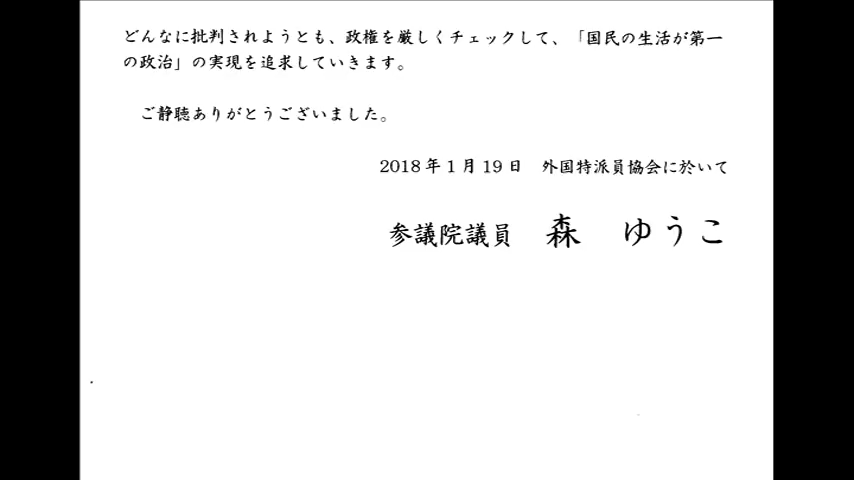 どんなに批判されようとも、政権を厳しくチェックして、「国民の生活が第一
の政治」の実現を追求していきます。
ご静聴ありがとうございました。
2018年1月19日　外国特派員協会に於いて
参議院議員　森　ゆうこ